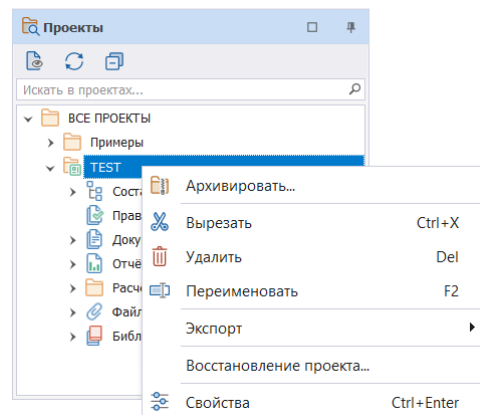 Проекты
Искать в проектах...
ВСЕ ПРОЕКТЫ
Примеры
TEST
Архивировать...
Вырезать Ctrl+X
Удалить Del
Переименовать F2
Экспорт
Восстановление проекта...
Свойства Ctrl+Enter